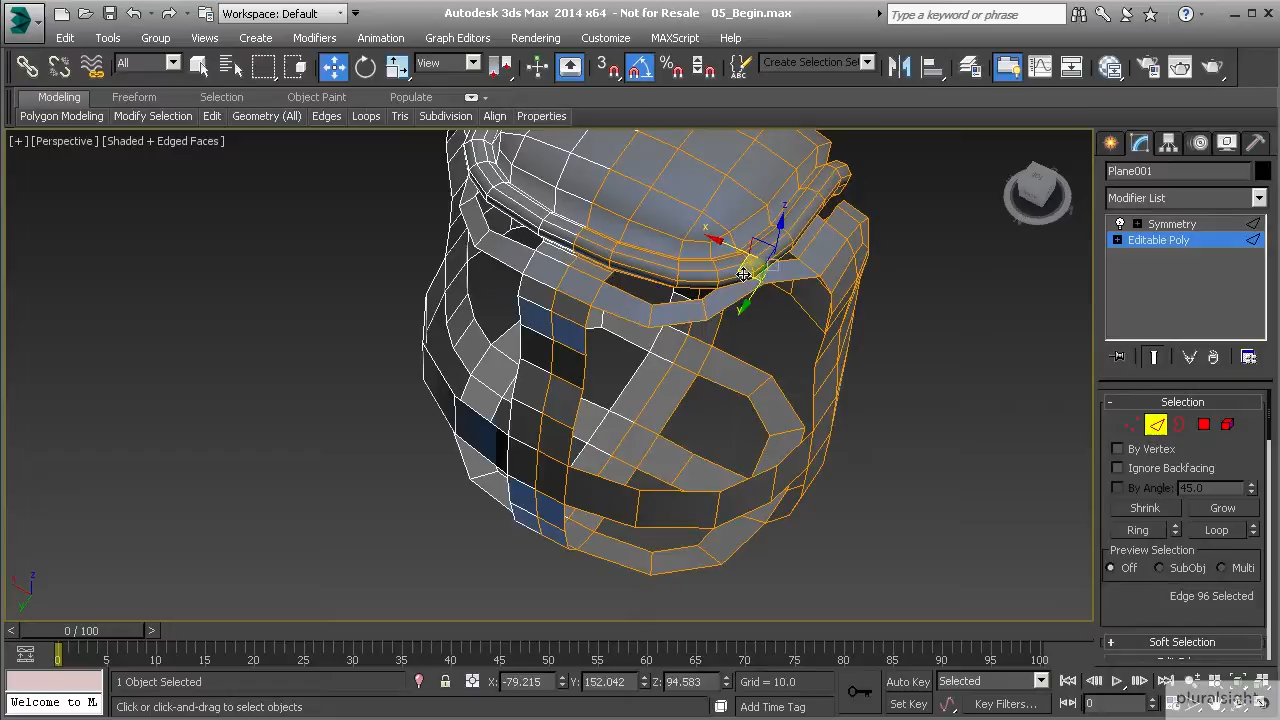 Autodesk 3ds Max 2014 x64 - Not for Resale 05_Begin.max
Workspace: Default
Type a keyword or phrase
Edit Tools Group Views Create Modifiers Animation Graph Editors Rendering Customize MAXScript Help
All
View
3
Create Selection Se
Modeling Freeform Selection Object Paint Populate
Polygon Modeling Modify Selection Edit Geometry (All) Edges Loops Tris Subdivision Align Properties
[+] [Perspective] [Shaded + Edged Faces]
Plane001
Modifier List
Symmetry
Editable Poly
x
z
y
Selection
By Vertex
Ignore Backfacing
By Angle: 45.0
Shrink Grow
Ring Loop
Preview Selection
Off SubObj Multi
Edge 96 Selected
Soft Selection
z
y
0 / 100
0 5 10 15 20 25 30 35 40 45 50 55 60 65 70 75 80 85 90 95 100
1 Object Selected
X: -79.215 Y: 152.042 Z: 94.583
Grid = 10.0
Auto Key
Selected
Welcome to M
Click or click-and-drag to select objects
Add Time Tag
Set Key
Key Filters...
0
pluralsight